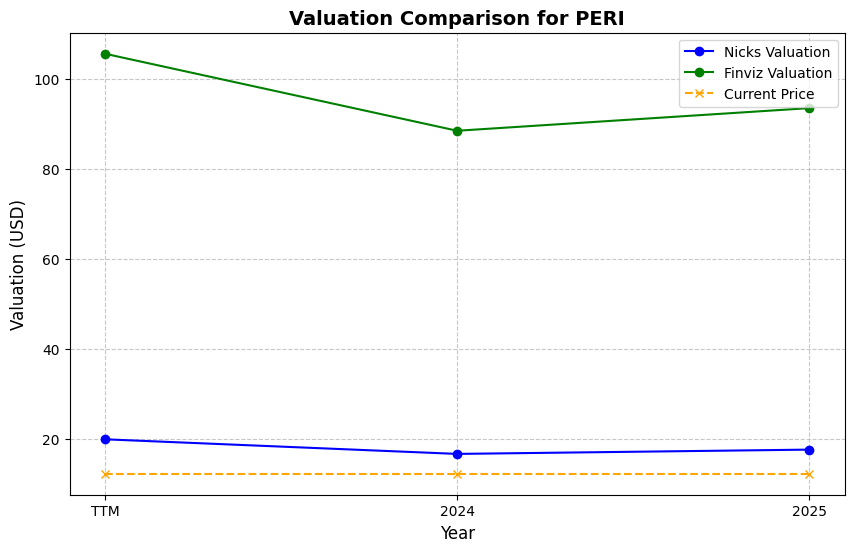 Valuation Comparison for PERI
Nicks Valuation
Finviz Valuation
Current Price
100
80
60
40
20
Valuation (USD)
TTM 2024 2025
Year